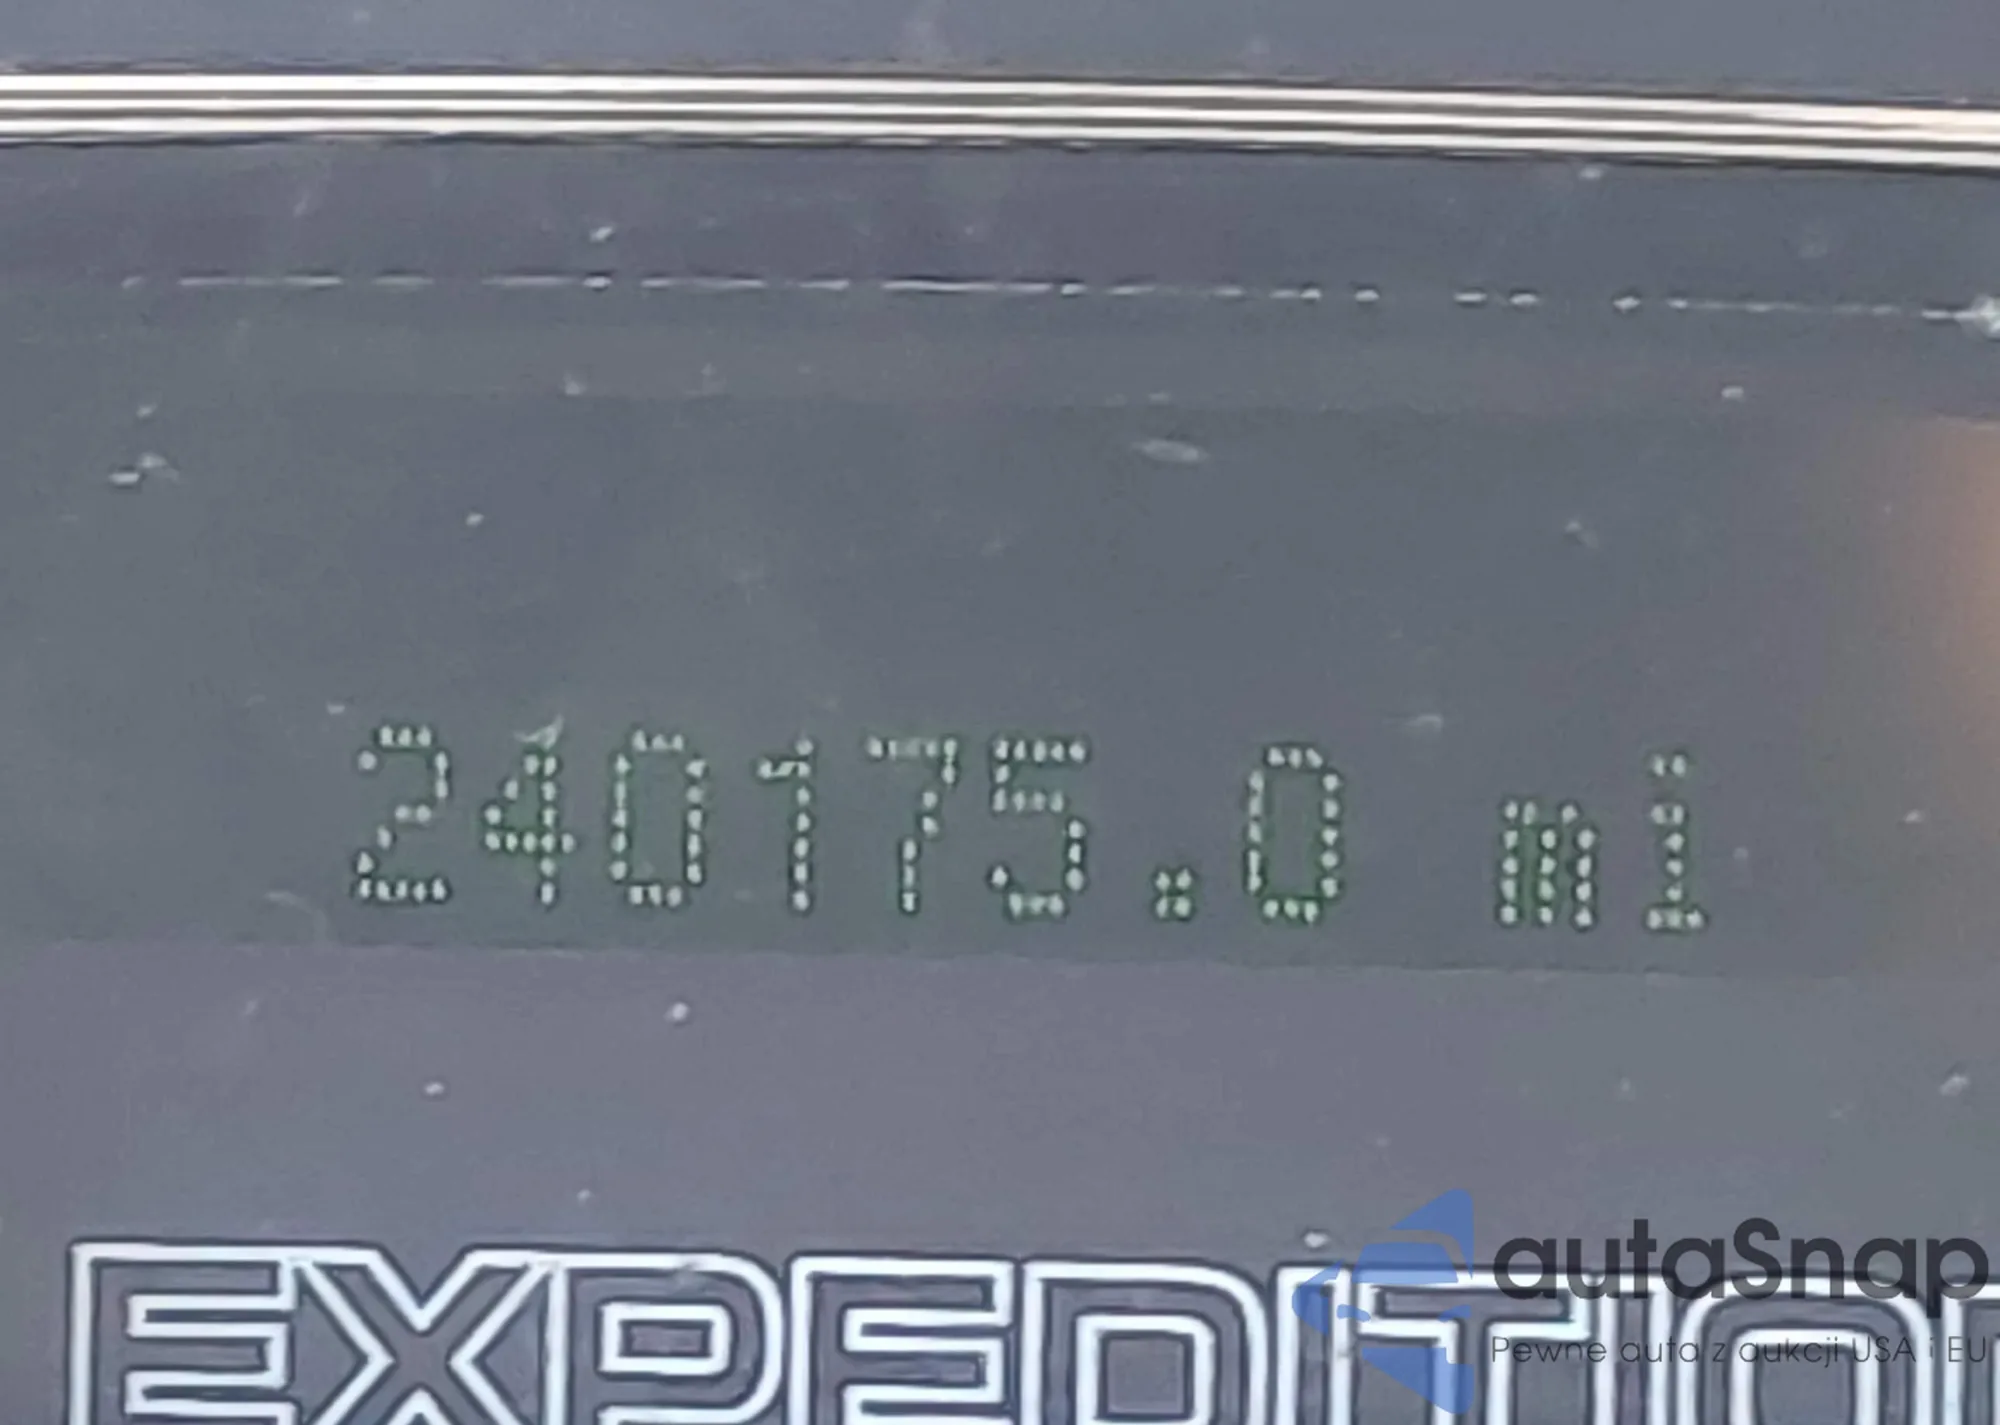 240175.0 mi
EXPEDITION
autaSnap
Pewne auta z aukcji USA i EU